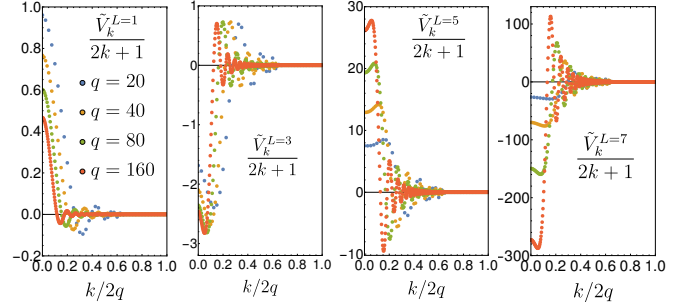 1.0
0.8
0.6
0.4
0.2
0.0
−0.2
0.0 0.2 0.4 0.6 0.8 1.0
k/2q
Ṽ_k^{L=1}
2k + 1
q = 20
q = 40
q = 80
q = 160
0
−1
−2
−3
0.0 0.2 0.4 0.6 0.8 1.0
k/2q
Ṽ_k^{L=3}
2k + 1
30
20
10
0
−10
0.0 0.2 0.4 0.6 0.8 1.0
k/2q
Ṽ_k^{L=5}
2k + 1
100
0
−100
−200
−300
0.0 0.2 0.4 0.6 0.8 1.0
k/2q
Ṽ_k^{L=7}
2k + 1